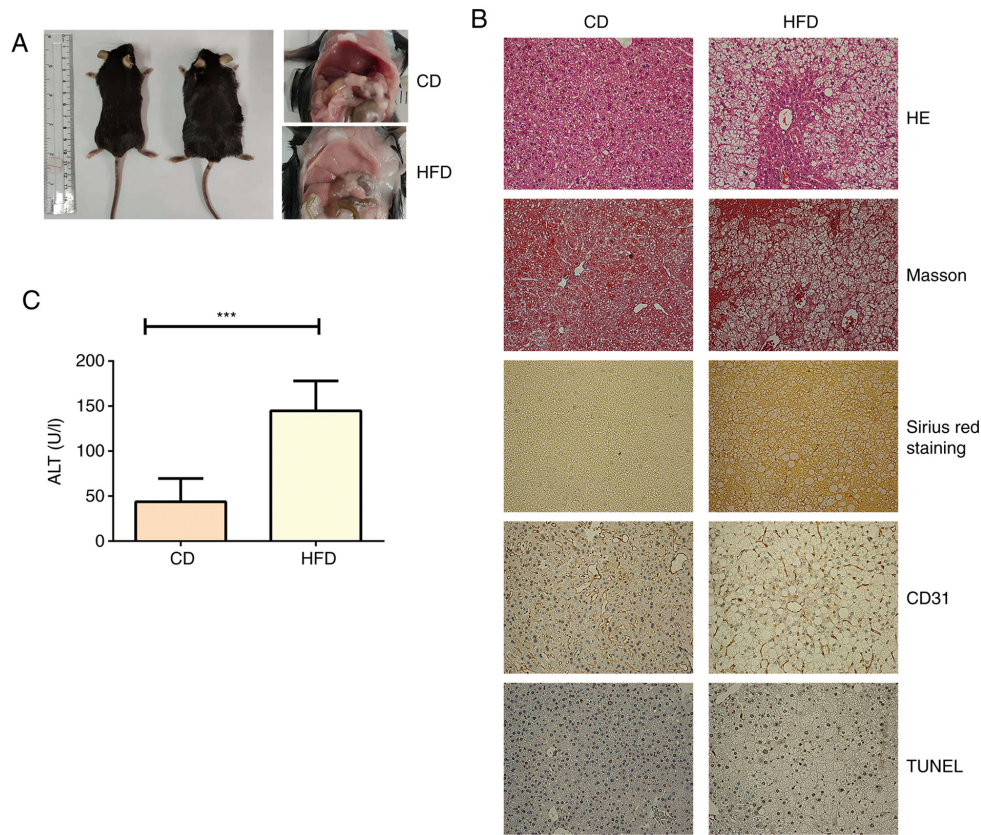 A
CD
HFD
B
CD
HFD
HE
Masson
Sirius red
staining
CD31
TUNEL
C
***
200
150
100
50
0
ALT (U/l)
CD
HFD